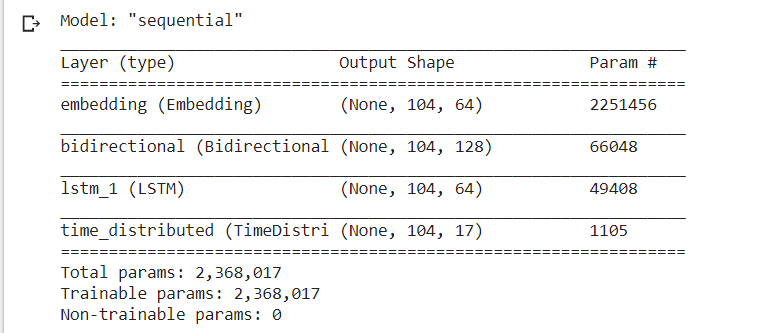 Model: "sequential"
_________________________________________________________________
Layer (type)                 Output Shape              Param #
=================================================================
embedding (Embedding)        (None, 104, 64)           2251456
_________________________________________________________________
bidirectional (Bidirectional (None, 104, 128)          66048
_________________________________________________________________
lstm_1 (LSTM)                (None, 104, 64)           49408
_________________________________________________________________
time_distributed (TimeDistri (None, 104, 17)           1105
=================================================================
Total params: 2,368,017
Trainable params: 2,368,017
Non-trainable params: 0